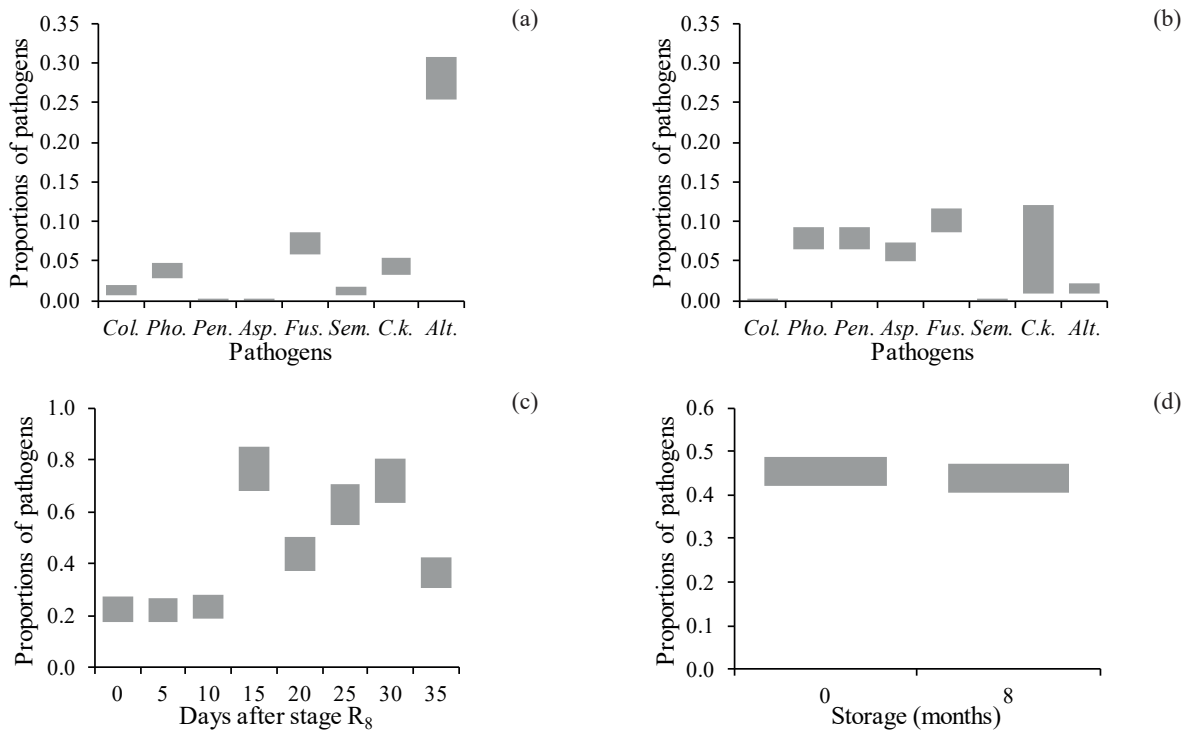 (a)
Proportions of pathogens
0.35
0.30
0.25
0.20
0.15
0.10
0.05
0.00
Col. Pho. Pen. Asp. Fus. Sem. C.k. Alt.
Pathogens
(b)
Proportions of pathogens
0.35
0.30
0.25
0.20
0.15
0.10
0.05
0.00
Col. Pho. Pen. Asp. Fus. Sem. C.k. Alt.
Pathogens
(c)
Proportions of pathogens
1.0
0.8
0.6
0.4
0.2
0.0
0 5 10 15 20 25 30 35
Days after stage R₈
(d)
Proportions of pathogens
0.6
0.5
0.4
0.3
0.2
0.1
0.0
0 8
Storage (months)